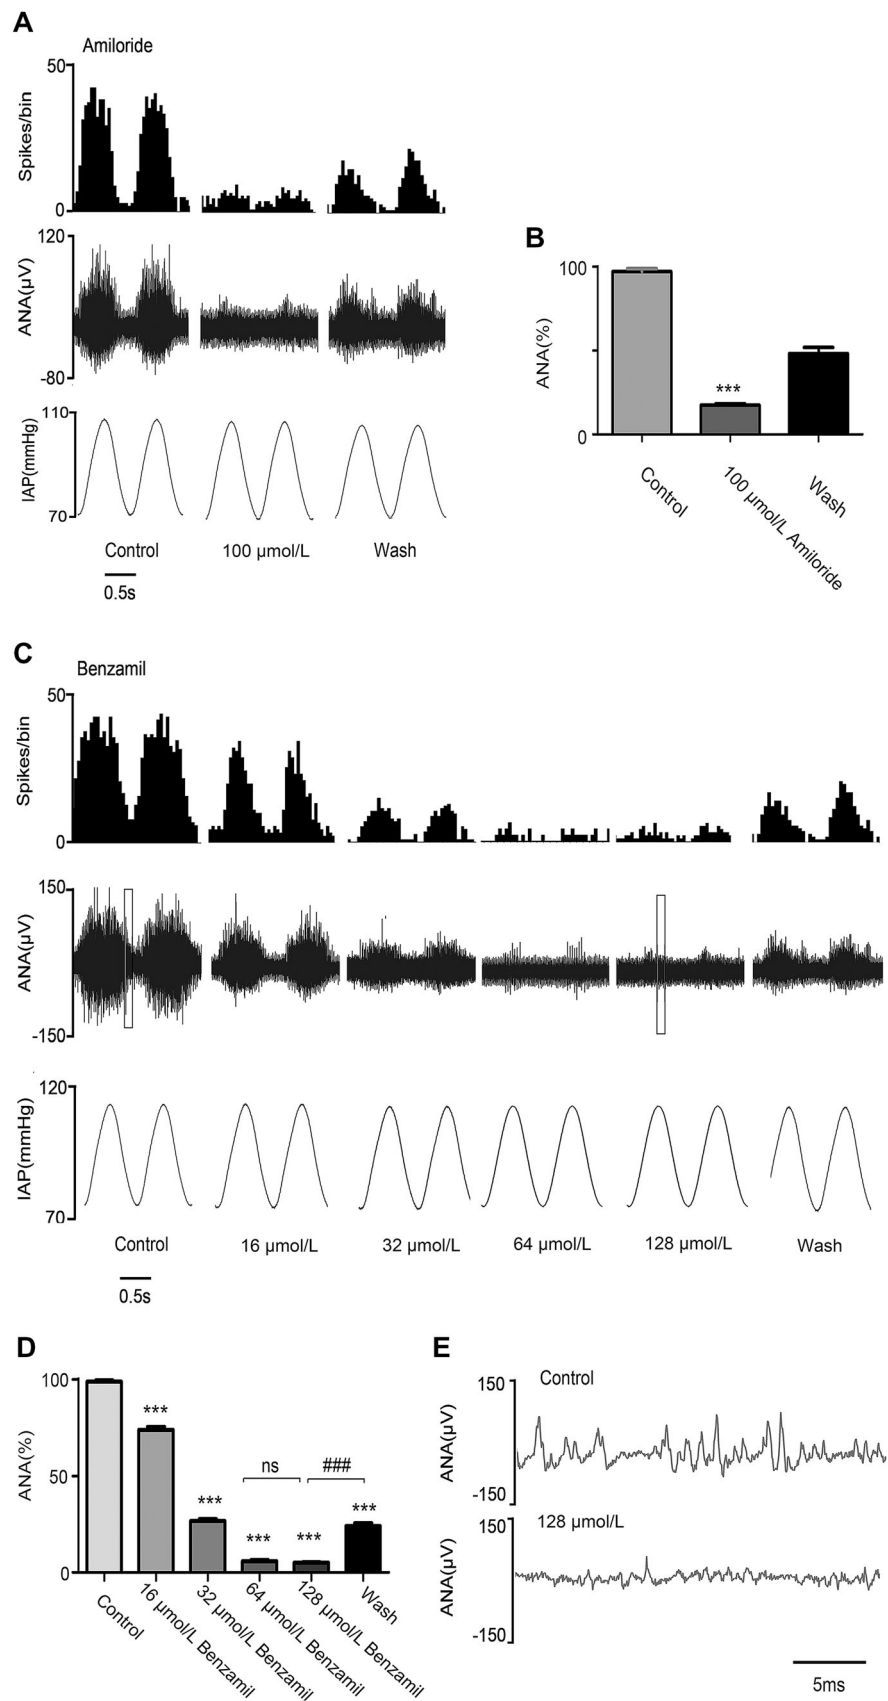 A
Amiloride
50
Spikes/bin
0
120
ANA(µV)
-80
110
IAP(mmHg)
70
Control
100 µmol/L
Wash
0.5s
B
100
ANA(%)
***
0
Control
100 µmol/L Amiloride
Wash
C
Benzamil
50
Spikes/bin
0
150
ANA(µV)
-150
120
IAP(mmHg)
70
Control
16 µmol/L
32 µmol/L
64 µmol/L
128 µmol/L
Wash
0.5s
D
100
ANA(%)
50
0
***
***
***
***
***
ns
###
Control
16 µmol/L Benzamil
32 µmol/L Benzamil
64 µmol/L Benzamil
128 µmol/L Benzamil
Wash
E
150
Control
ANA(µV)
-150
150
128 µmol/L
ANA(µV)
-150
5ms